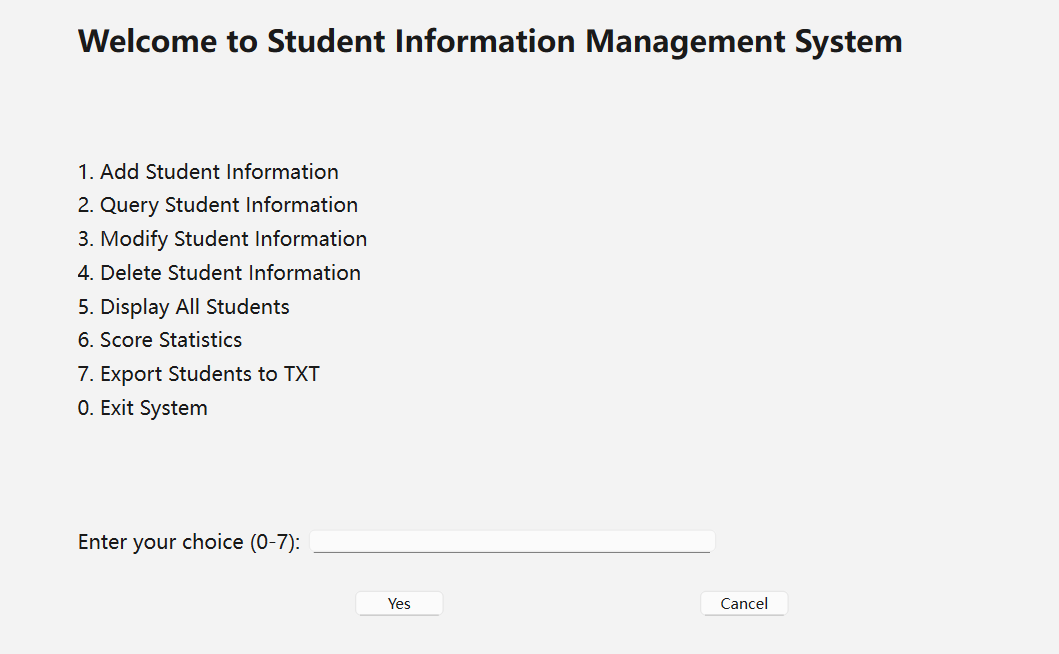 Welcome to Student Information Management System
1. Add Student Information
2. Query Student Information
3. Modify Student Information
4. Delete Student Information
5. Display All Students
6. Score Statistics
7. Export Students to TXT
0. Exit System
Enter your choice (0-7):
Yes
Cancel